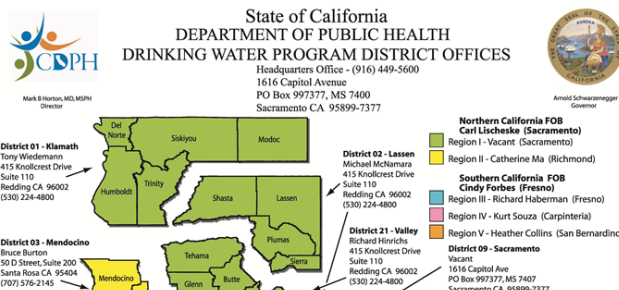 State of California
DEPARTMENT OF PUBLIC HEALTH
DRINKING WATER PROGRAM DISTRICT OFFICES
Headquarters Office - (916) 449-5600
1616 Capitol Avenue
PO Box 997377, MS 7400
Sacramento CA 95899-7377
CDPH
Mark B Horton, MD, MSPH
Director
Arnold Schwarzenegger
Governor
Northern California FOB
Carl Lischeske (Sacramento)
Region I - Vacant (Sacramento)
Region II - Catherine Ma (Richmond)
Southern California FOB
Cindy Forbes (Fresno)
Region III - Richard Haberman (Fresno)
Region IV - Kurt Souza (Carpinteria)
Region V - Heather Collins (San Bernardino
District 01 - Klamath
Tony Wiedemann
415 Knollcrest Drive
Suite 110
Redding CA 96002
(530) 224-4800
District 02 - Lassen
Michael McNamara
415 Knollcrest Drive
Suite 110
Redding CA 96002
(530) 224-4800
District 03 - Mendocino
Bruce Burton
50 D Street, Suite 200
Santa Rosa CA 95404
(707) 576-2145
District 21 - Valley
Richard Hinrichs
415 Knollcrest Drive
Suite 110
Redding CA 96002
(530) 224-4800
District 09 - Sacramento
Vacant
1616 Capitol Ave
PO Box 997377, MS 7407
Sacramento CA 95899-7377
Del Norte
Siskiyou
Modoc
Humboldt
Trinity
Shasta
Lassen
Plumas
Sierra
Tehama
Glenn
Butte
Mendocino